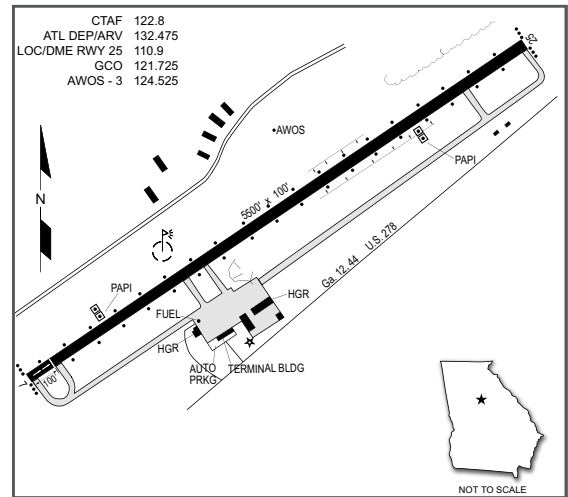 CTAF 122.8
ATL DEP/ARV 132.475
LOC/DME RWY 25 110.9
GCO 121.725
AWOS - 3 124.525
25
AWOS
PAPI
N
5500' x 100'
U.S. 278
Ga. 12, 44
PAPI
HGR
FUEL
HGR
AUTO
PRKG
TERMINAL BLDG
100'
7
NOT TO SCALE